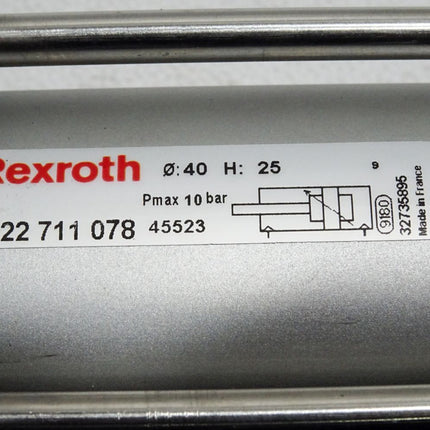 Rexroth Ø: 40 H: 25 s
Pmax 10 bar
22 711 078 45523
9180
32735895
Made in France